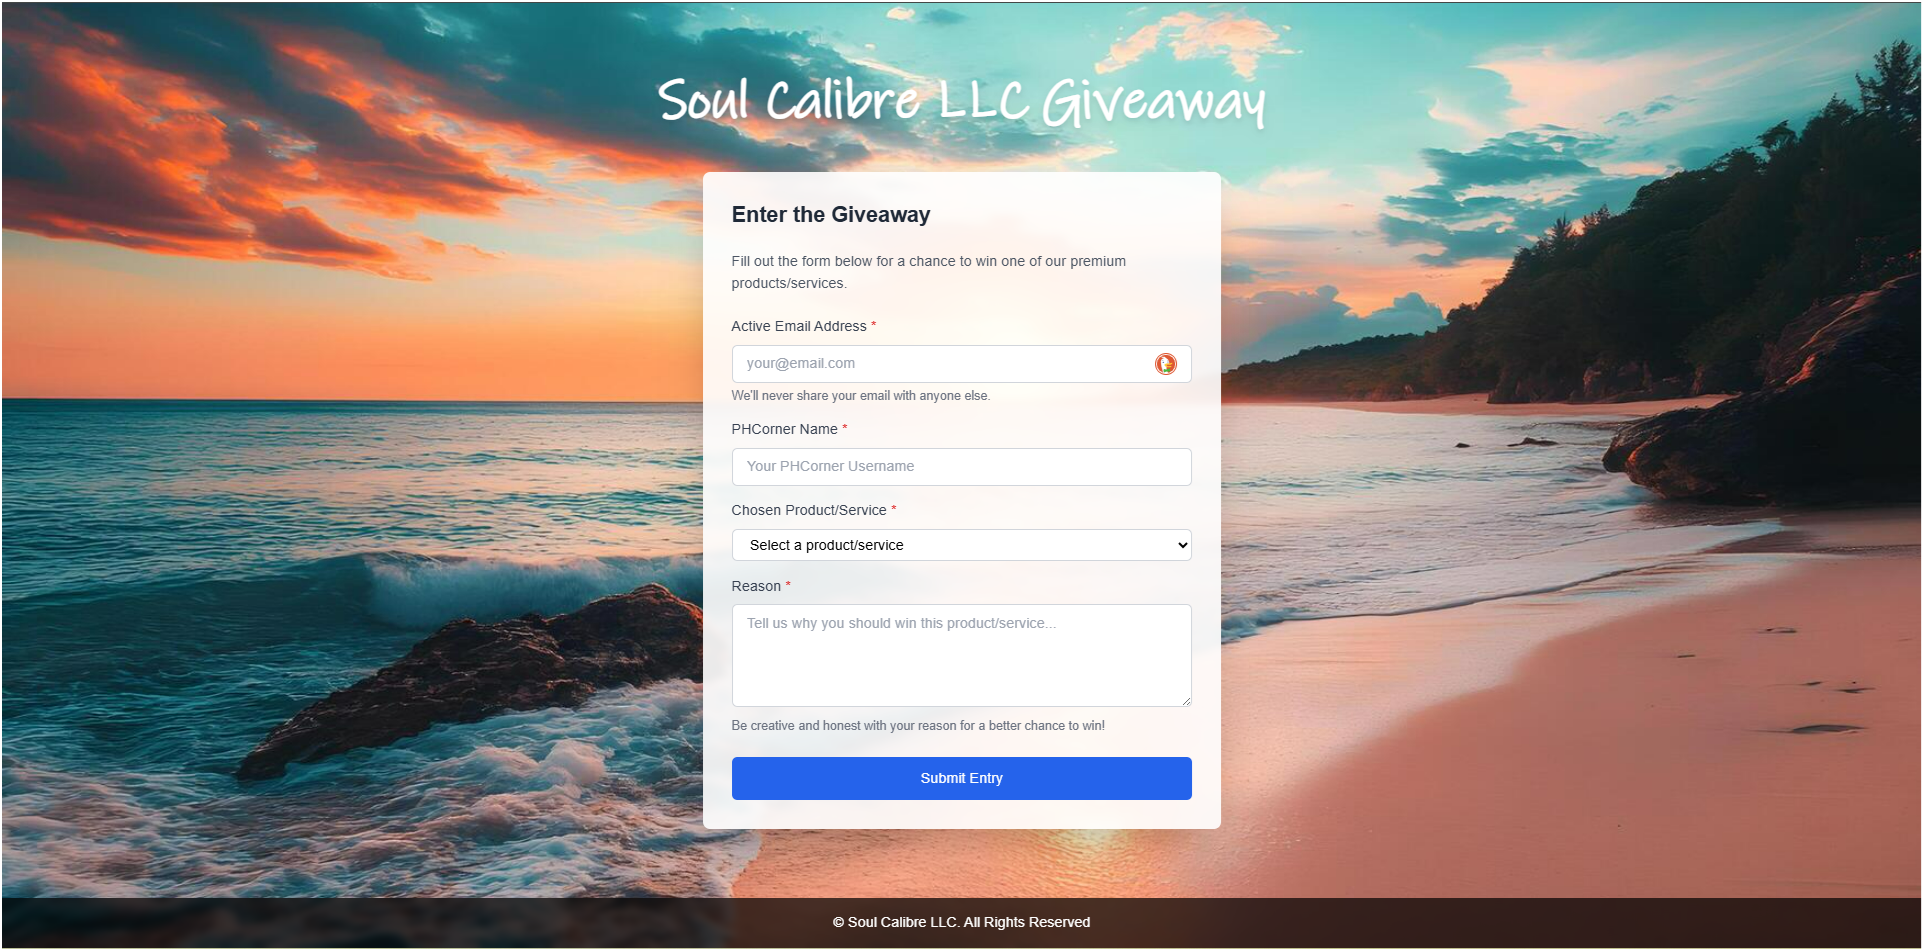 Soul Calibre LLC Giveaway
Enter the Giveaway
Fill out the form below for a chance to win one of our premium
products/services.
Active Email Address *
your@email.com
We'll never share your email with anyone else.
PHCorner Name *
Your PHCorner Username
Chosen Product/Service *
Select a product/service
Reason *
Tell us why you should win this product/service...
Be creative and honest with your reason for a better chance to win!
Submit Entry
© Soul Calibre LLC. All Rights Reserved